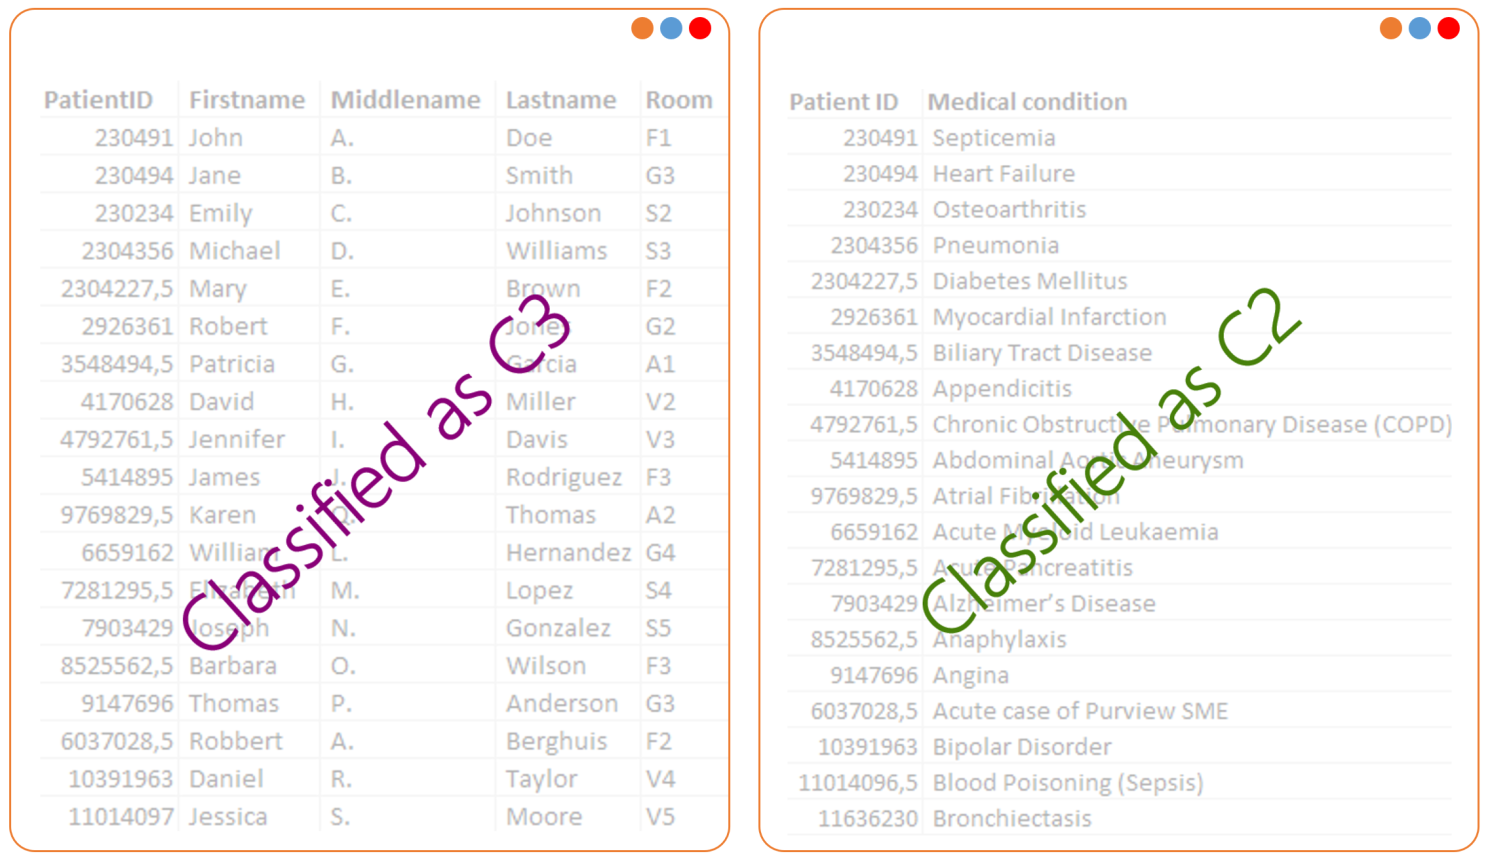 PatientID Firstname Middlename Lastname Room
230491 John A. Doe F1
230494 Jane B. Smith G3
230234 Emily C. Johnson S2
2304356 Michael D. Williams S3
2304227,5 Mary E. Brown F2
2926361 Robert F. Jones G2
3548494,5 Patricia G. Garcia A1
4170628 David H. Miller V2
4792761,5 Jennifer I. Davis V3
5414895 James J. Rodriguez F3
9769829,5 Karen Q. Thomas A2
6659162 William L. Hernandez G4
7281295,5 Elizabeth M. Lopez S4
7903429 Joseph N. Gonzalez S5
8525562,5 Barbara O. Wilson F3
9147696 Thomas P. Anderson G3
6037028,5 Robbert A. Berghuis F2
10391963 Daniel R. Taylor V4
11014097 Jessica S. Moore V5
Classified as C3
Patient ID Medical condition
230491 Septicemia
230494 Heart Failure
230234 Osteoarthritis
2304356 Pneumonia
2304227,5 Diabetes Mellitus
2926361 Myocardial Infarction
3548494,5 Biliary Tract Disease
4170628 Appendicitis
4792761,5 Chronic Obstructive Pulmonary Disease (COPD)
5414895 Abdominal Aortic Aneurysm
9769829,5 Atrial Fibrillation
6659162 Acute Myeloid Leukaemia
7281295,5 Acute Pancreatitis
7903429 Alzheimer’s Disease
8525562,5 Anaphylaxis
9147696 Angina
6037028,5 Acute case of Purview SME
10391963 Bipolar Disorder
11014096,5 Blood Poisoning (Sepsis)
11636230 Bronchiectasis
Classified as C2